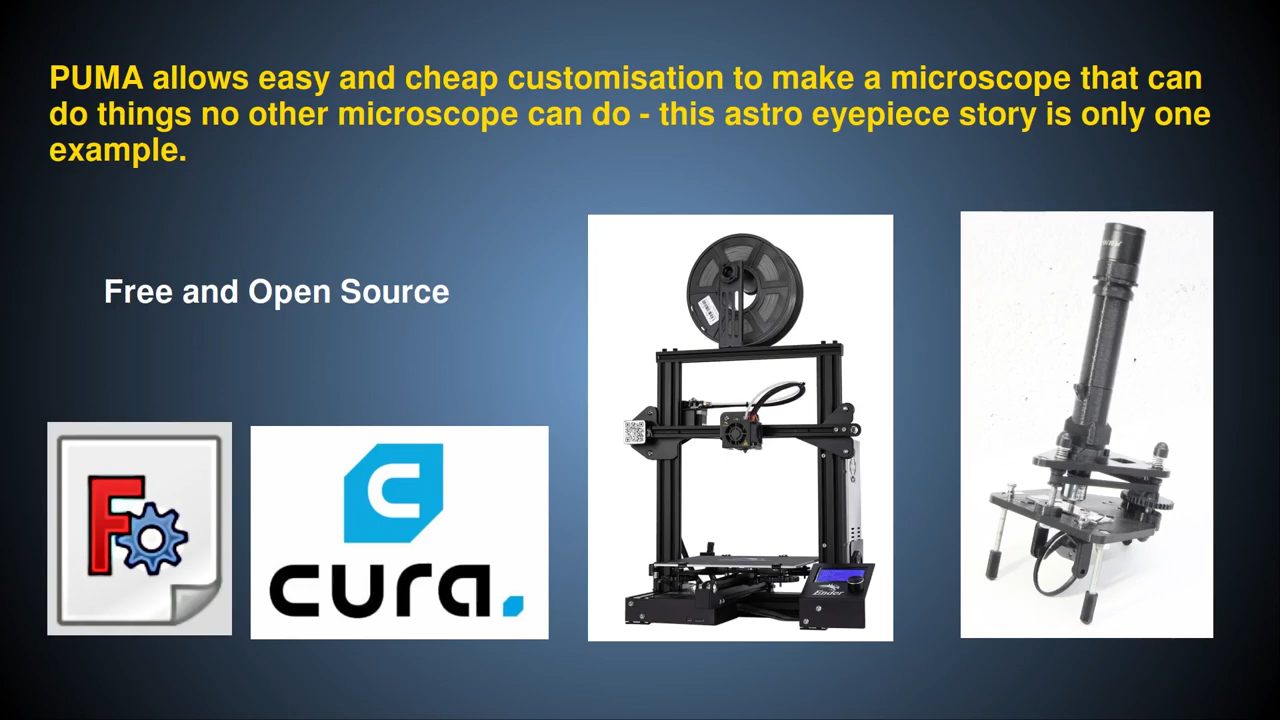 PUMA allows easy and cheap customisation to make a microscope that can
do things no other microscope can do - this astro eyepiece story is only one
example.
Free and Open Source
F
C
cura.
Ender